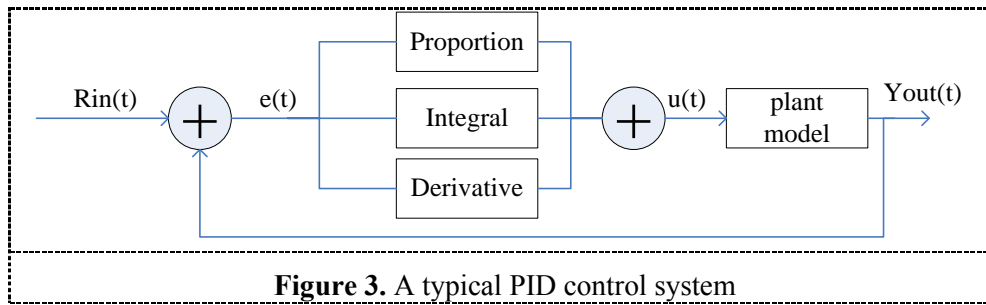 Proportion
Rin(t)
e(t)
Integral
u(t)
plant
model
Yout(t)
Derivative
Figure 3. A typical PID control system